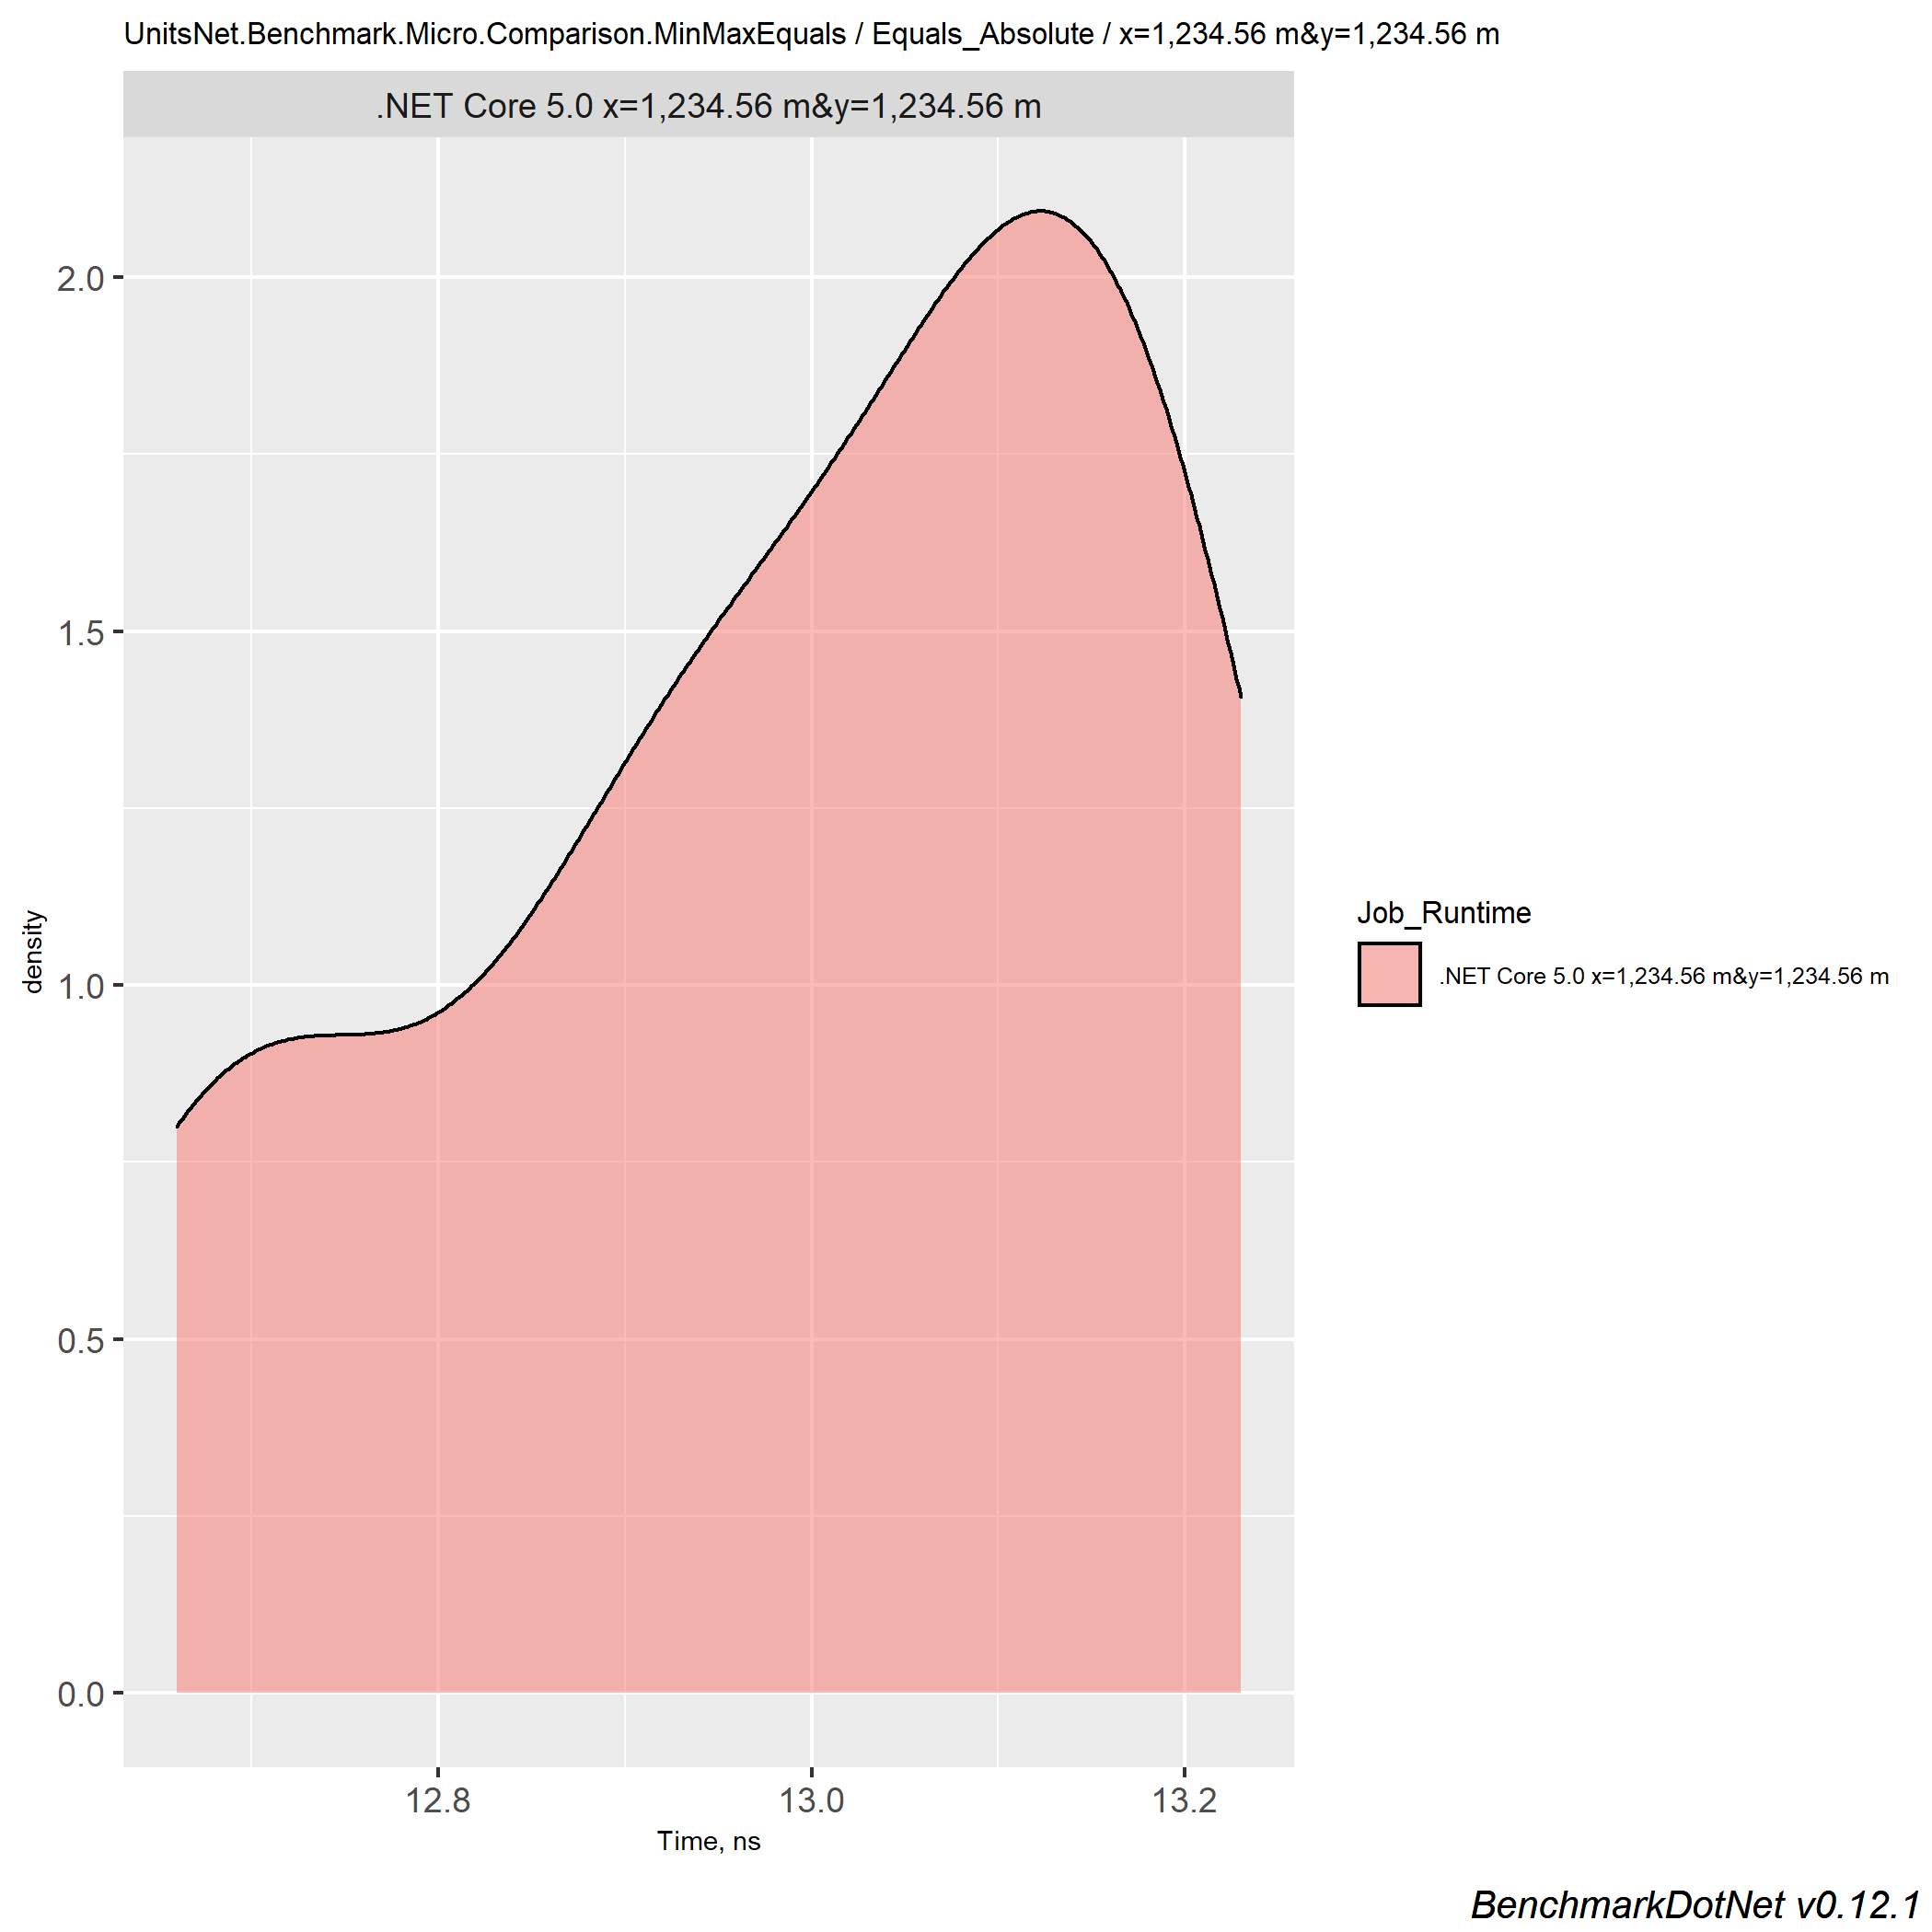 UnitsNet.Benchmark.Micro.Comparison.MinMaxEquals / Equals_Absolute / x=1,234.56 m&y=1,234.56 m
.NET Core 5.0 x=1,234.56 m&y=1,234.56 m
2.0
1.5
1.0
0.5
0.0
density
12.8 13.0 13.2
Time, ns
Job_Runtime
.NET Core 5.0 x=1,234.56 m&y=1,234.56 m
BenchmarkDotNet v0.12.1